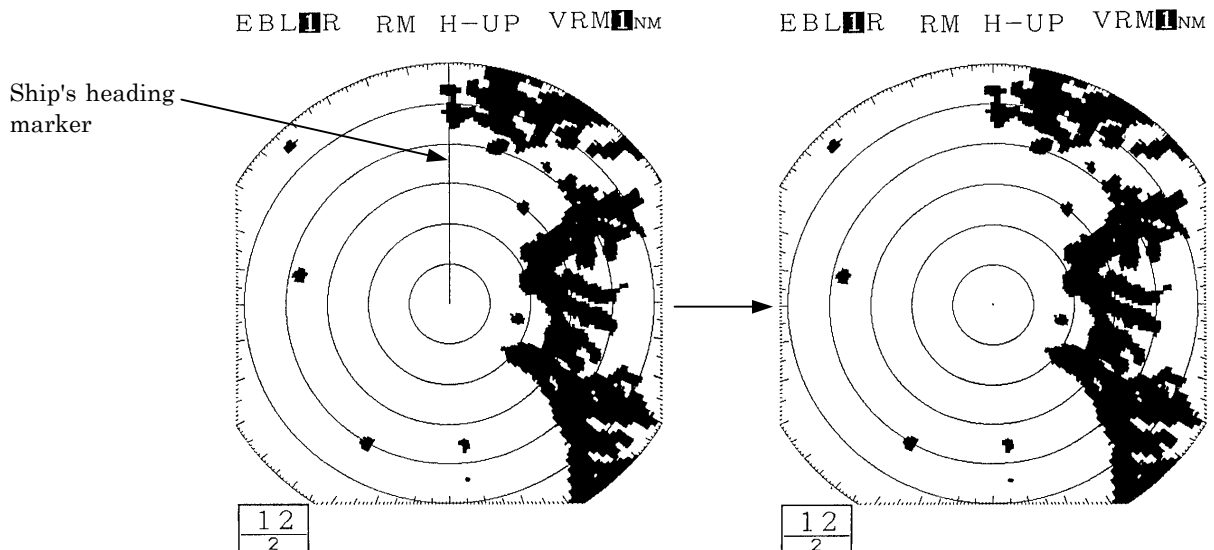 EBL1R RM H-UP VRM1NM
EBL1R RM H-UP VRM1NM
Ship's heading
marker
12
2
12
2